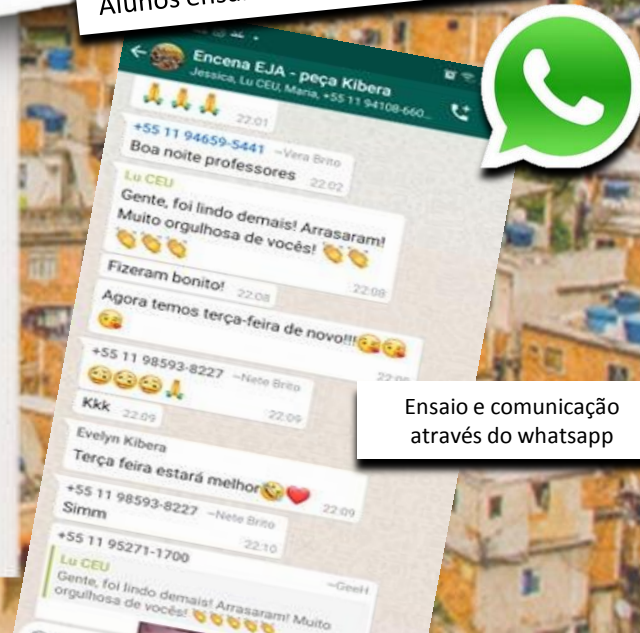 Alunos
Encena EJA - peça Kibera
Jessica, Lu CEU, Maria, +55 11 94108-660...
22:01
+55 11 94659-5441 ~Vera Brito
Boa noite professores 22:02
Lu CEU
Gente, foi lindo demais! Arrasaram!
Muito orgulhosa de vocês!
22:08
Fizeram bonito! 22:08
Agora temos terça-feira de novo!!!
+55 11 98593-8227 ~Nete Brito
22:09
Kkk 22:09
Evelyn Kibera
Terça feira estará melhor
22:09
+55 11 98593-8227 ~Nete Brito
Simm
22:10
+55 11 95271-1700 ~GeeH
Lu CEU
Gente, foi lindo demais! Arrasaram! Muito
orgulhosa de vocês!
Ensaio e comunicação
através do whatsapp